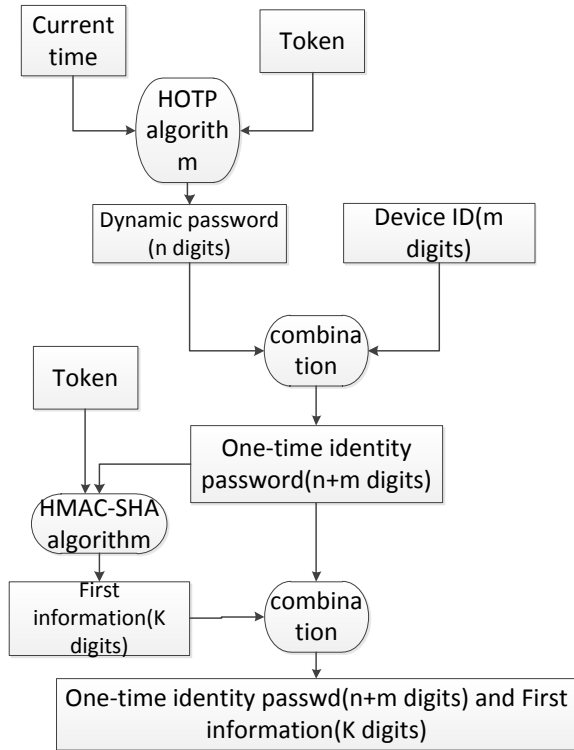 Current
time
Token
HOTP
algorith
m
Dynamic password
(n digits)
Device ID(m
digits)
combina
tion
Token
One-time identity
password(n+m digits)
HMAC-SHA
algorithm
First
information(K
digits)
combina
tion
One-time identity passwd(n+m digits) and First
information(K digits)